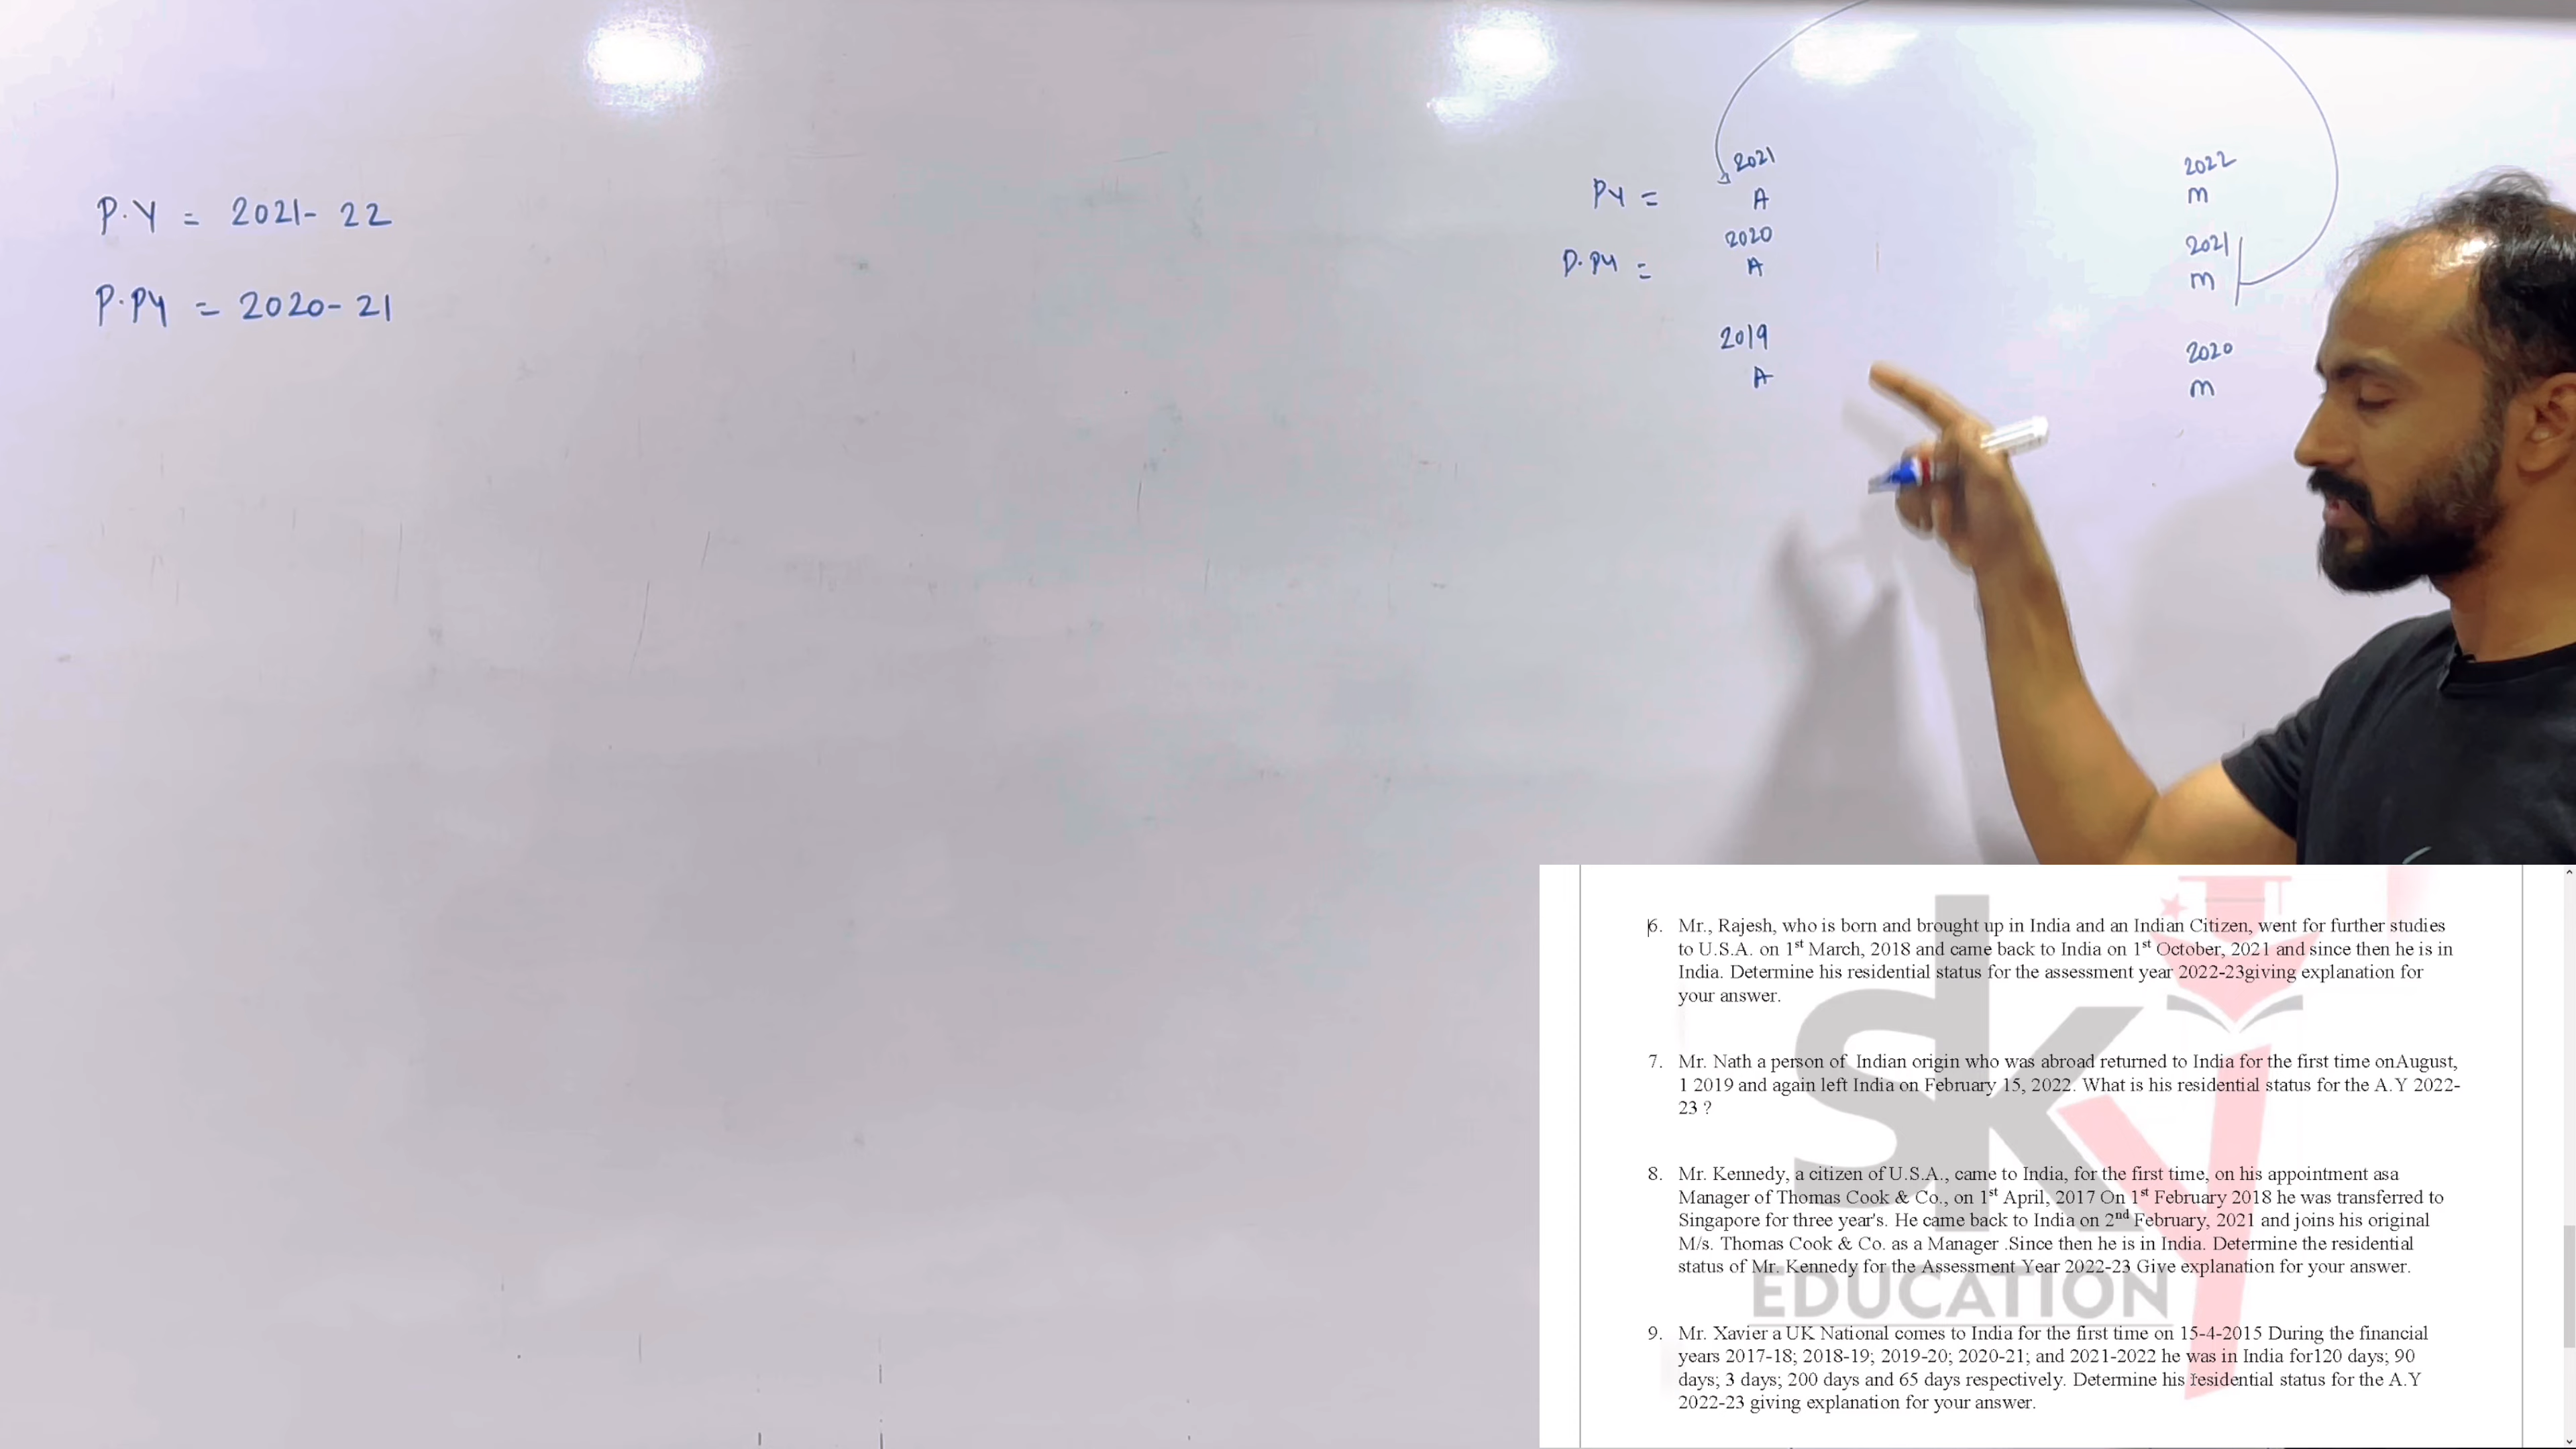 P.Y = 2021-22
P.PY = 2020-21
2021
2022
PY = A
m
2020
2021
P.PY = A
m
2019
2020
A
m
6. Mr., Rajesh, who is born and brought up in India and an Indian Citizen, went for further studies
to U.S.A. on 1st March, 2018 and came back to India on 1st October, 2021 and since then he is in
India. Determine his residential status for the assessment year 2022-23giving explanation for
your answer.
7. Mr. Nath a person of Indian origin who was abroad returned to India for the first time onAugust,
1 2019 and again left India on February 15, 2022. What is his residential status for the A.Y 2022-
23 ?
8. Mr. Kennedy, a citizen of U.S.A., came to India, for the first time, on his appointment asa
Manager of Thomas Cook & Co., on 1st April, 2017 On 1st February 2018 he was transferred to
Singapore for three year's. He came back to India on 2nd February, 2021 and joins his original
M/s. Thomas Cook & Co. as a Manager .Since then he is in India. Determine the residential
status of Mr. Kennedy for the Assessment Year 2022-23 Give explanation for your answer.
9. Mr. Xavier a UK National comes to India for the first time on 15-4-2015 During the financial
years 2017-18; 2018-19; 2019-20; 2020-21; and 2021-2022 he was in India for120 days; 90
days; 3 days; 200 days and 65 days respectively. Determine his residential status for the A.Y
2022-23 giving explanation for your answer.
skY
EDUCATION